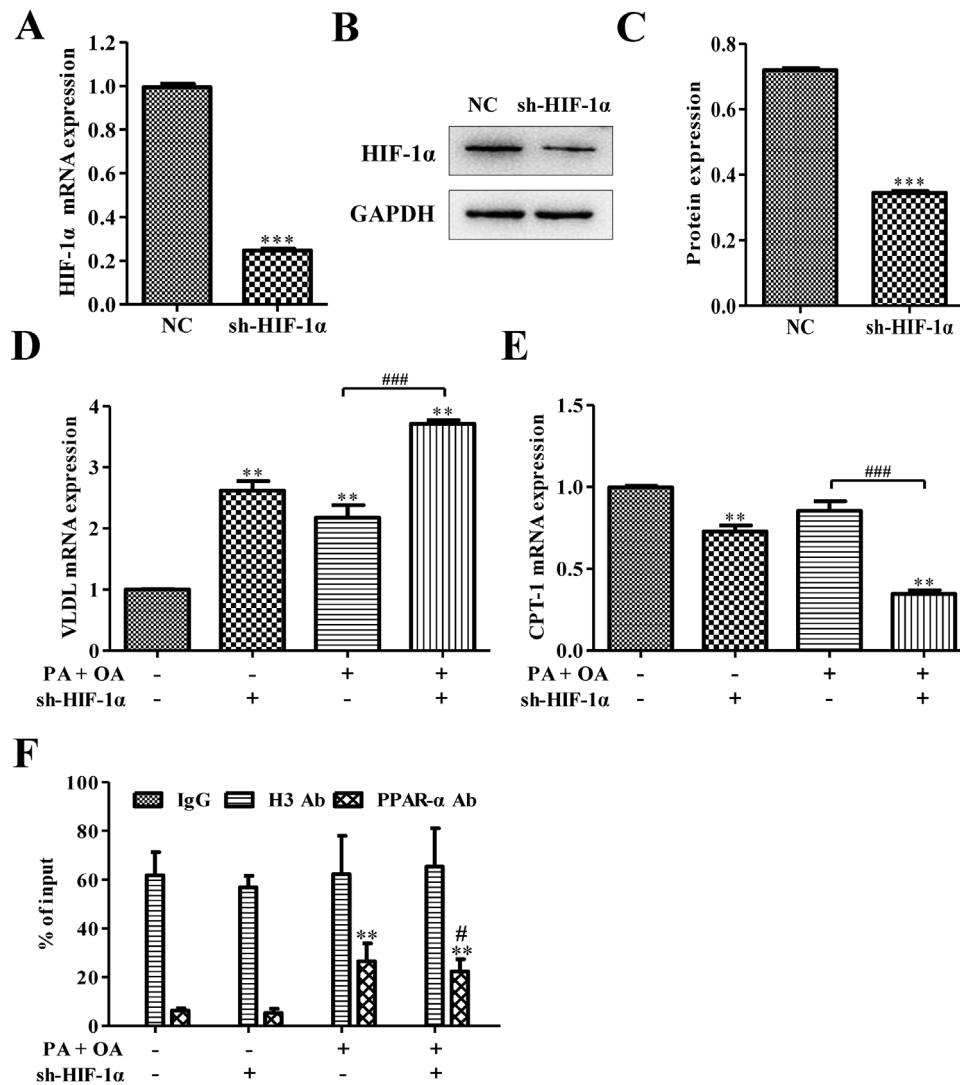 A
HIF-1α mRNA expression
1.2
1.0
0.8
0.6
0.4
0.2
0.0
***
NC
sh-HIF-1α
B
NC sh-HIF-1α
HIF-1α
GAPDH
C
Protein expression
0.8
0.6
0.4
0.2
0.0
***
NC
sh-HIF-1α
D
VLDL mRNA expression
4
3
2
1
0
**
**
###
**
PA + OA - - + +
sh-HIF-1α - + - +
E
CPT-1 mRNA expression
1.5
1.0
0.5
0.0
**
###
**
PA + OA - - + +
sh-HIF-1α - + - +
F
% of input
100
80
60
40
20
0
IgG H3 Ab PPAR-α Ab
**
#
**
PA + OA - - + +
sh-HIF-1α - + - +